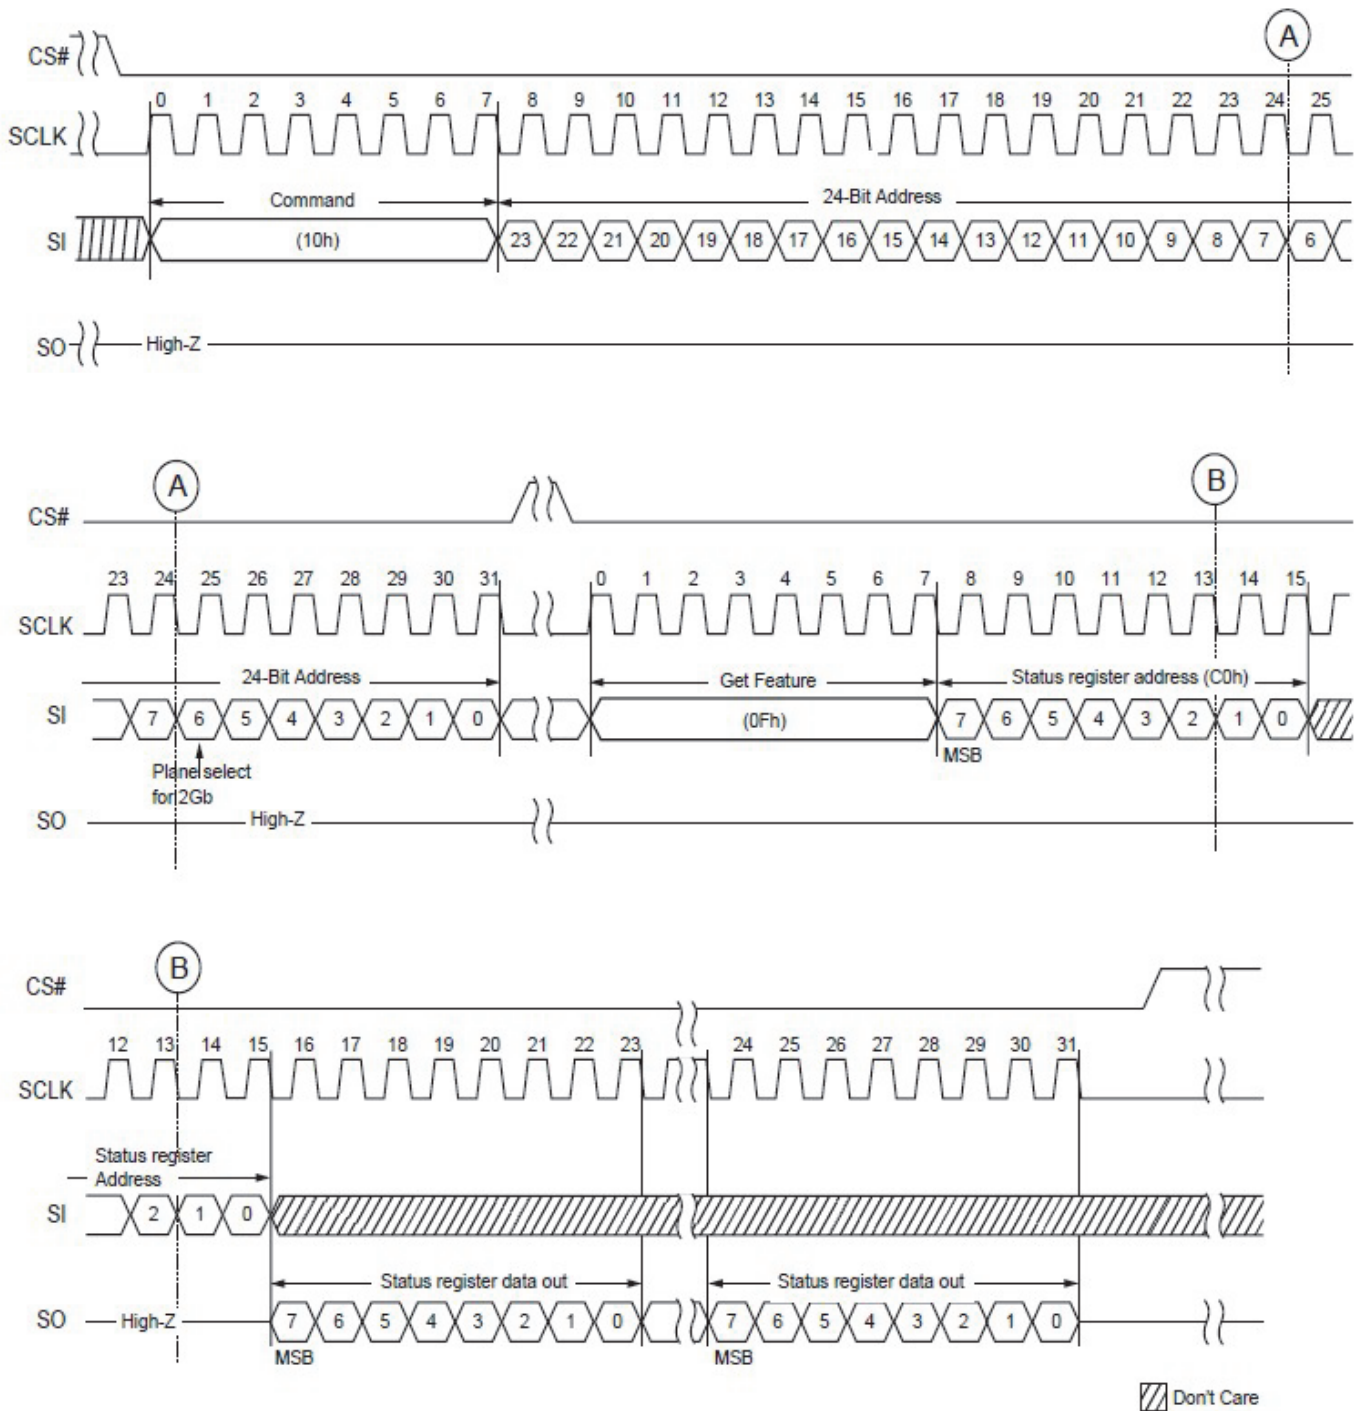 A
CS#
0 1 2 3 4 5 6 7 8 9 10 11 12 13 14 15 16 17 18 19 20 21 22 23 24 25
SCLK
Command 24-Bit Address
SI (10h) 23 22 21 20 19 18 17 16 15 14 13 12 11 10 9 8 7 6
SO High-Z
A B
CS#
23 24 25 26 27 28 29 30 31 0 1 2 3 4 5 6 7 8 9 10 11 12 13 14 15
SCLK
24-Bit Address Get Feature Status register address (C0h)
SI 7 6 5 4 3 2 1 0 (0Fh) 7 6 5 4 3 2 1 0
MSB
Plane select
for 2Gb
SO High-Z
B
CS#
12 13 14 15 16 17 18 19 20 21 22 23 24 25 26 27 28 29 30 31
SCLK
Status register
Address
SI 2 1 0
Status register data out Status register data out
SO High-Z 7 6 5 4 3 2 1 0 7 6 5 4 3 2 1 0
MSB MSB
Don't Care